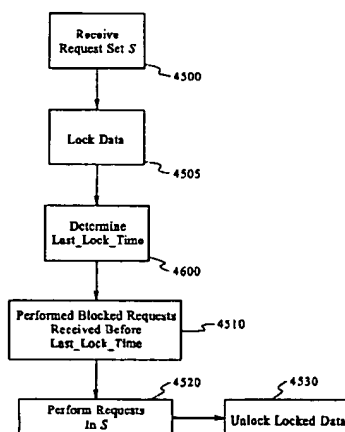 Receive
Request Set S
4500
Lock Data
4505
Determine
Last_Lock_Time
4600
Performed Blocked Requests
Received Before
Last_Lock_Time
4510
4520
4530
Perform Requests
in S
Unlock Locked Data